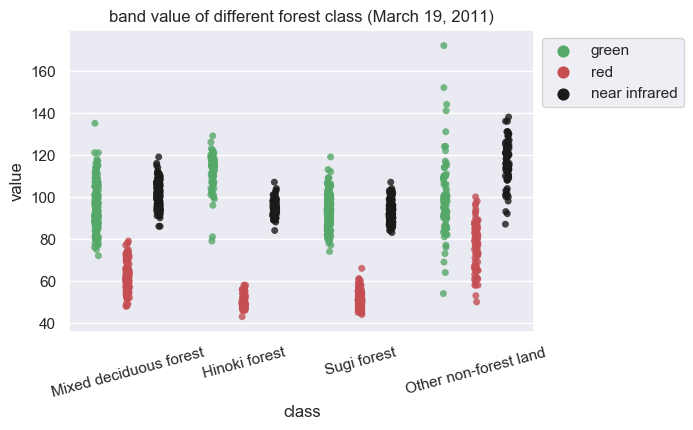 band value of different forest class (March 19, 2011)
green
red
near infrared
value
160
140
120
100
80
60
40
Mixed deciduous forest
Hinoki forest
Sugi forest
Other non-forest land
class